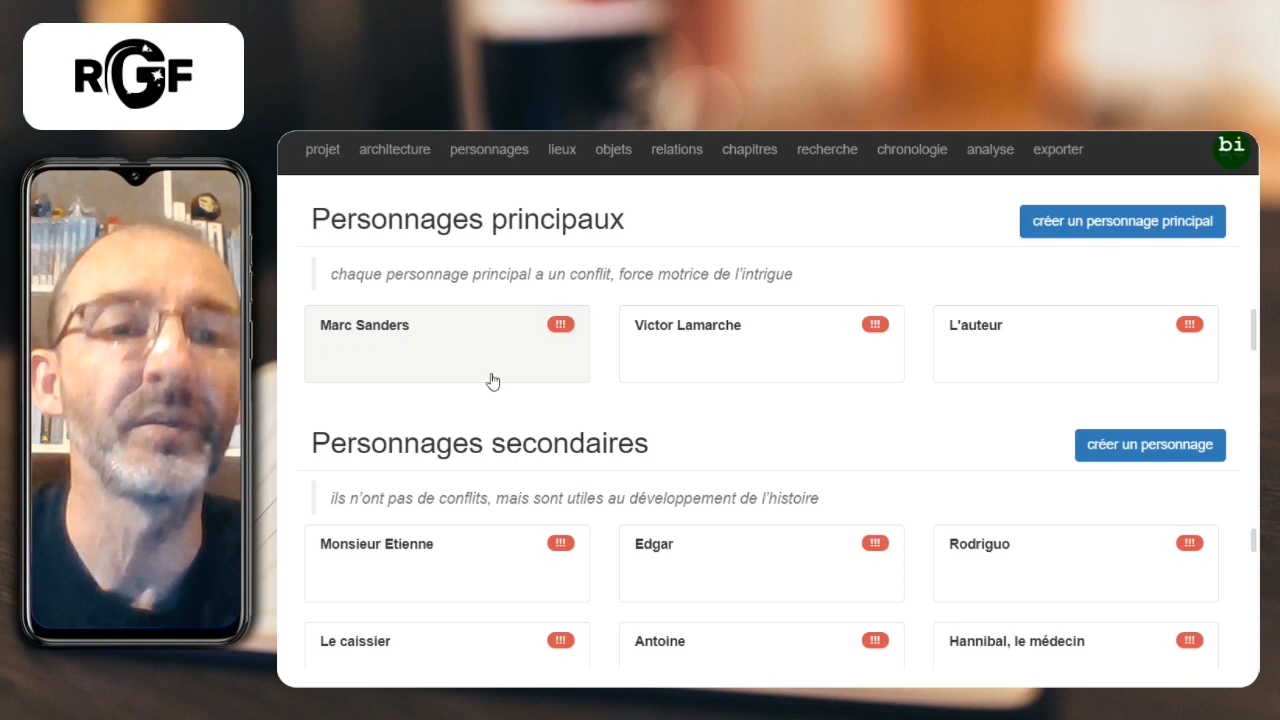 RGF
projet architecture personnages lieux objets relations chapitres recherche chronologie analyse exporter bi
Personnages principaux
créer un personnage principal
chaque personnage principal a un conflit, force motrice de l'intrigue
Marc Sanders !!! Victor Lamarche !!! L'auteur !!!
Personnages secondaires
créer un personnage
ils n'ont pas de conflits, mais sont utiles au développement de l'histoire
Monsieur Etienne !!! Edgar !!! Rodriguo !!!
Le caissier !!! Antoine !!! Hannibal, le médecin !!!